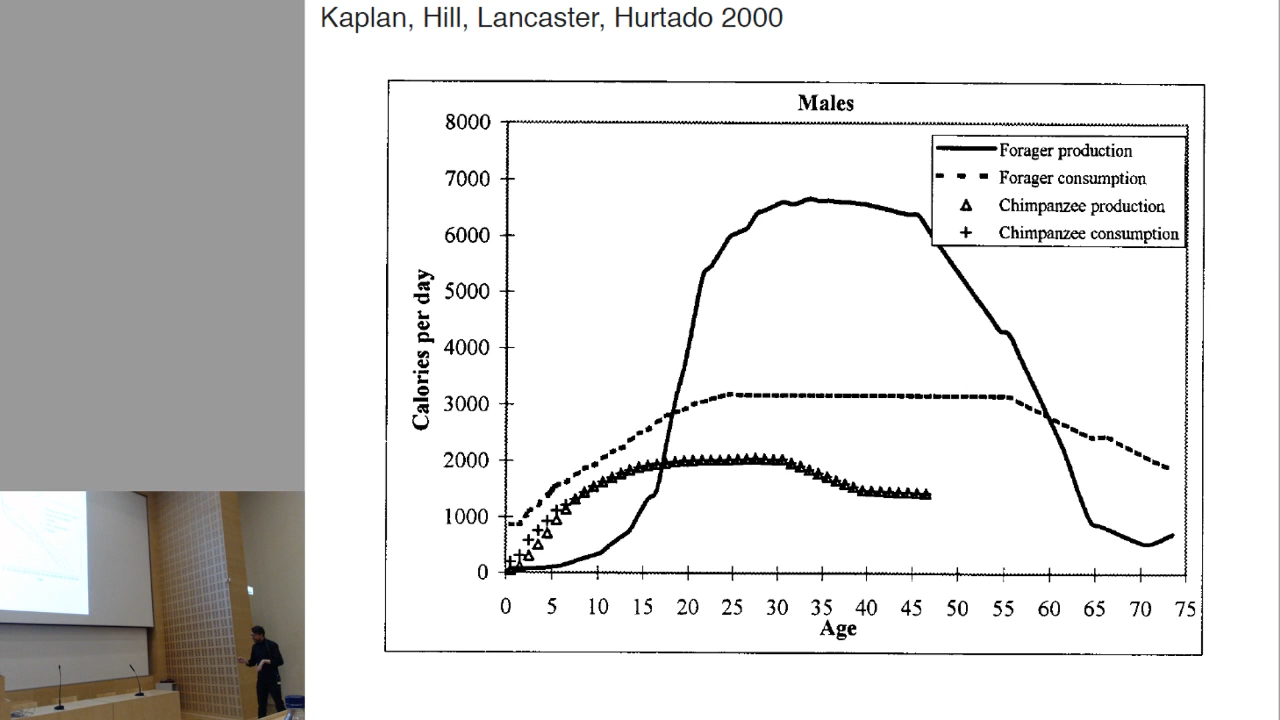 Kaplan, Hill, Lancaster, Hurtado 2000
Males
Forager production
Forager consumption
Chimpanzee production
Chimpanzee consumption
Calories per day
8000
7000
6000
5000
4000
3000
2000
1000
0
0 5 10 15 20 25 30 35 40 45 50 55 60 65 70 75
Age